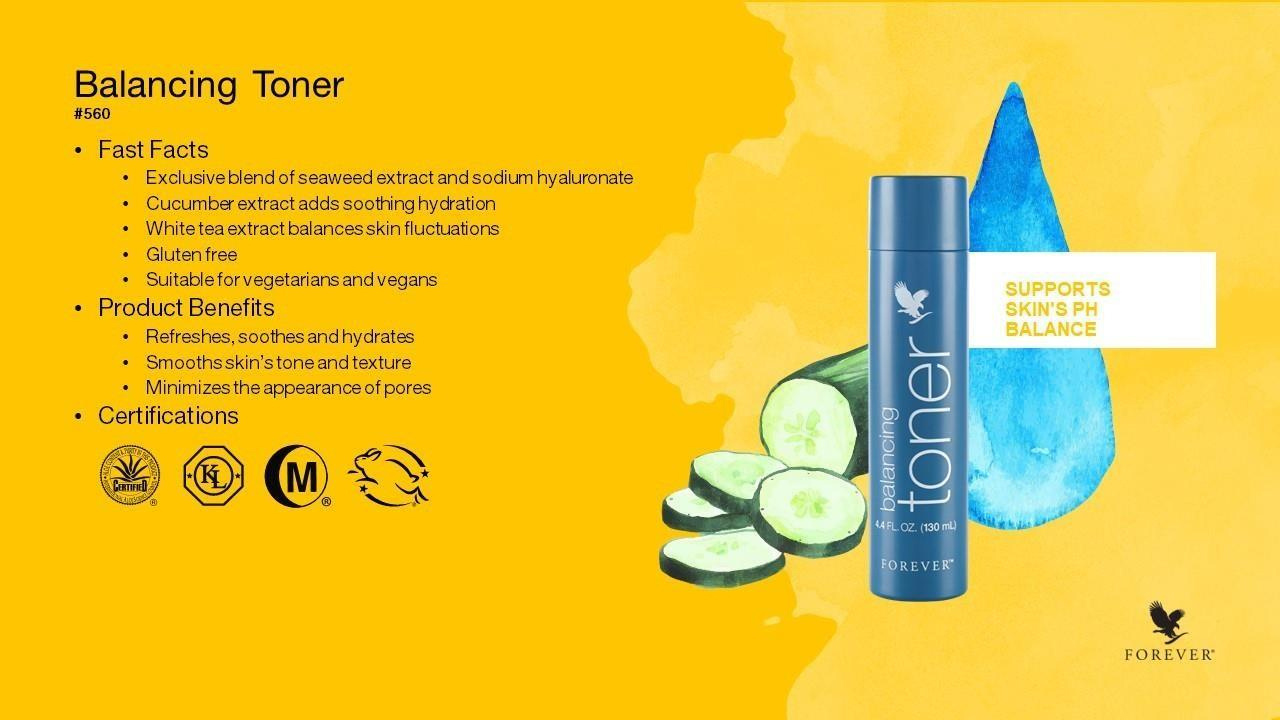 Balancing Toner
#560
• Fast Facts
• Exclusive blend of seaweed extract and sodium hyaluronate
• Cucumber extract adds soothing hydration
• White tea extract balances skin fluctuations
• Gluten free
• Suitable for vegetarians and vegans
• Product Benefits
• Refreshes, soothes and hydrates
• Smooths skin’s tone and texture
• Minimizes the appearance of pores
• Certifications
CERTIFIED
®
KL
M
®
SUPPORTS
SKIN'S PH
BALANCE
balancing
toner
4.4 FL. OZ. (130 mL)
FOREVER™
FOREVER®